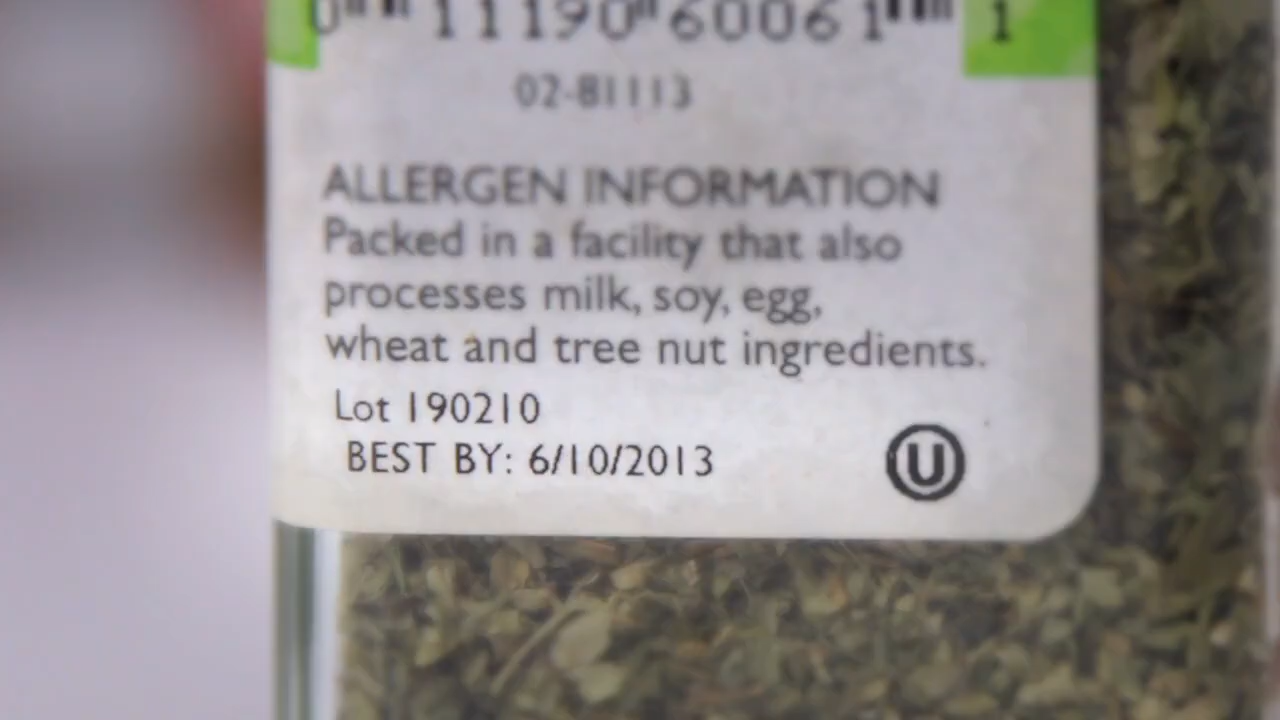 0 11190 60061 1
02-81113
ALLERGEN INFORMATION
Packed in a facility that also
processes milk, soy, egg,
wheat and tree nut ingredients.
Lot 190210
BEST BY: 6/10/2013
U